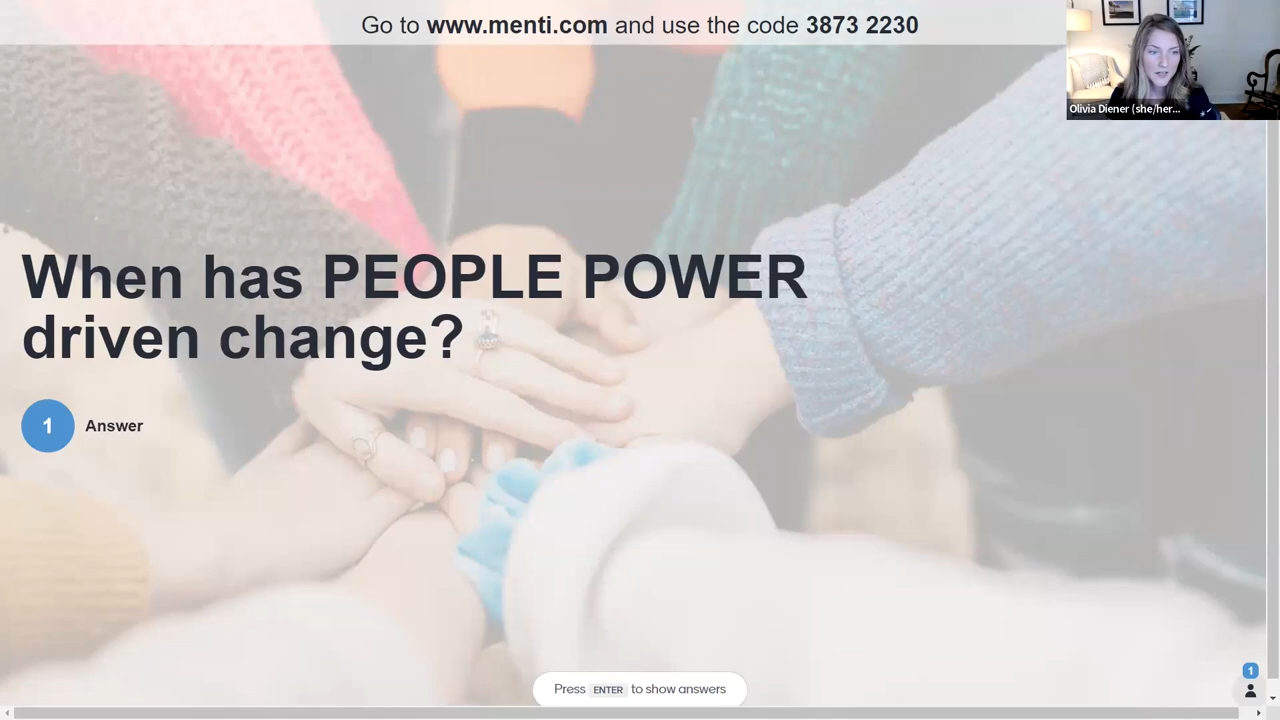 Go to www.menti.com and use the code 3873 2230
Olivia Diener (she/her...
When has PEOPLE POWER
driven change?
1 Answer
Press ENTER to show answers
1